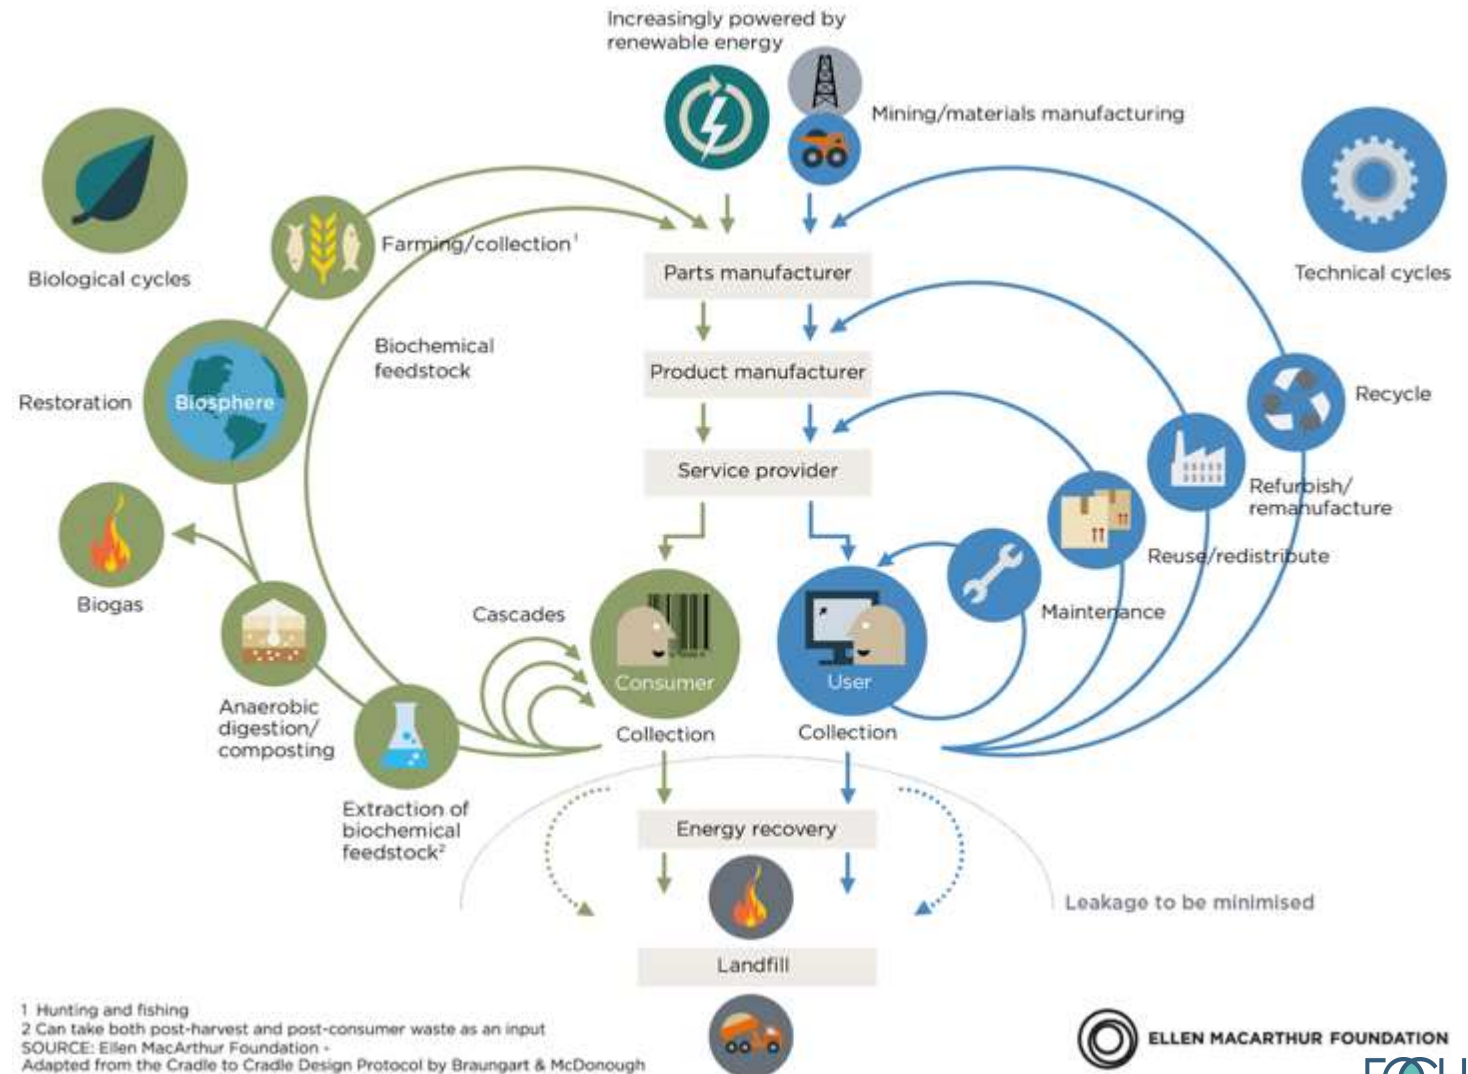 Increasingly powered by
renewable energy
Mining/materials manufacturing
Biological cycles
Technical cycles
Farming/collection¹
Parts manufacturer
Biochemical
feedstock
Product manufacturer
Restoration
Biosphere
Recycle
Service provider
Refurbish/
remanufacture
Reuse/redistribute
Biogas
Cascades
Maintenance
Consumer
User
Anaerobic
digestion/
composting
Collection
Collection
Extraction of
biochemical
feedstock²
Energy recovery
Leakage to be minimised
Landfill
1 Hunting and fishing
2 Can take both post-harvest and post-consumer waste as an input
SOURCE: Ellen MacArthur Foundation -
Adapted from the Cradle to Cradle Design Protocol by Braungart & McDonough
ELLEN MACARTHUR FOUNDATION